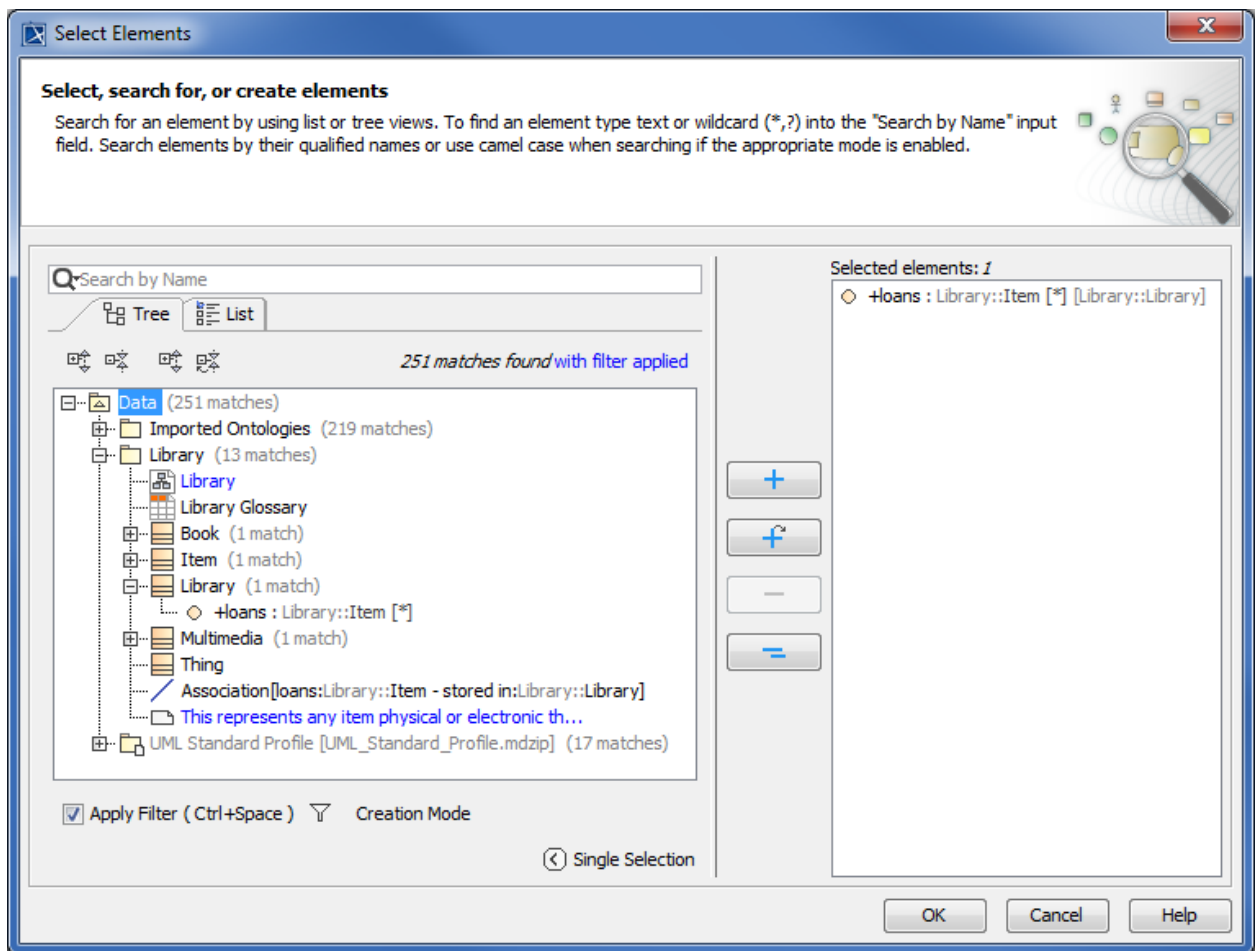 Select Elements
Select, search for, or create elements
Search for an element by using list or tree views. To find an element type text or wildcard (*,?) into the "Search by Name" input
field. Search elements by their qualified names or use camel case when searching if the appropriate mode is enabled.
Search by Name
Tree
List
251 matches found with filter applied
Data (251 matches)
Imported Ontologies (219 matches)
Library (13 matches)
Library
Library Glossary
Book (1 match)
Item (1 match)
Library (1 match)
+loans : Library::Item [*]
Multimedia (1 match)
Thing
Association[loans:Library::Item - stored in:Library::Library]
This represents any item physical or electronic th...
UML Standard Profile [UML_Standard_Profile.mdzip] (17 matches)
Apply Filter ( Ctrl+Space )
Creation Mode
Single Selection
Selected elements: 1
+loans : Library::Item [*] [Library::Library]
OK
Cancel
Help